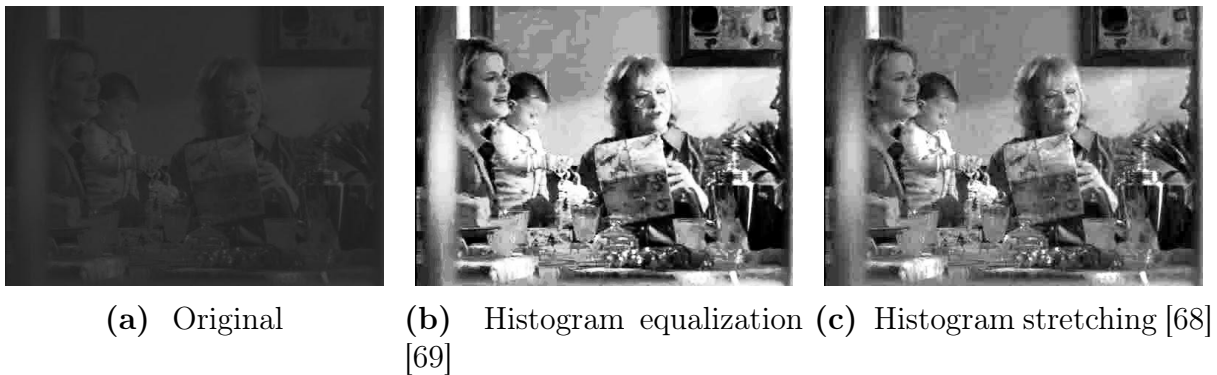 (a) Original
(b) Histogram equalization
[69]
(c) Histogram stretching [68]